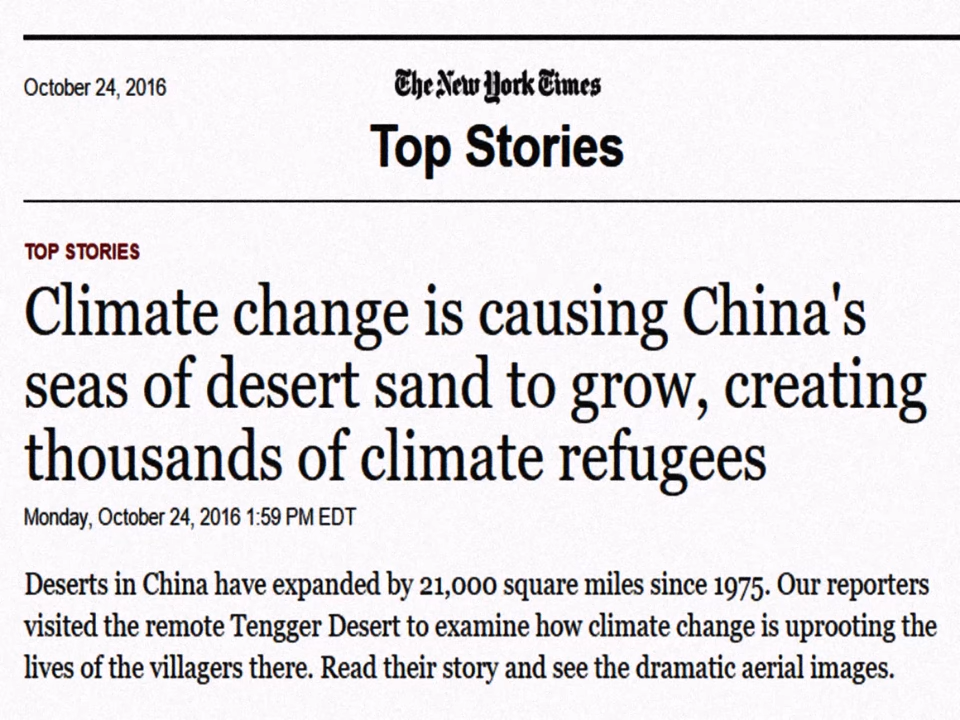 October 24, 2016
The New York Times
Top Stories
TOP STORIES
Climate change is causing China's
seas of desert sand to grow, creating
thousands of climate refugees
Monday, October 24, 2016 1:59 PM EDT
Deserts in China have expanded by 21,000 square miles since 1975. Our reporters
visited the remote Tengger Desert to examine how climate change is uprooting the
lives of the villagers there. Read their story and see the dramatic aerial images.